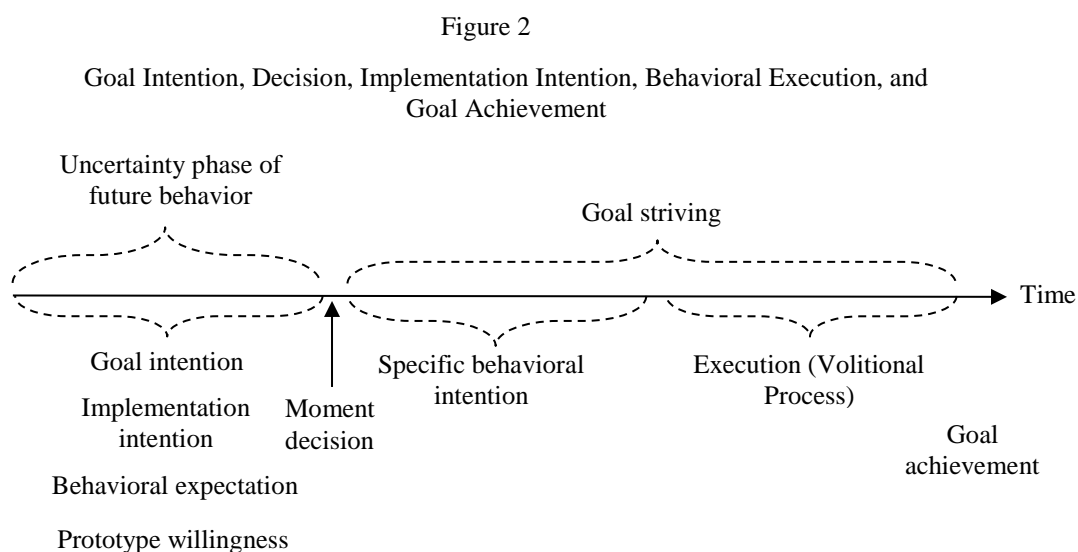 Figure 2
Goal Intention, Decision, Implementation Intention, Behavioral Execution, and
Goal Achievement
Uncertainty phase of
future behavior
Goal striving
Time
Goal intention
Implementation
intention
Behavioral expectation
Prototype willingness
Moment
decision
Specific behavioral
intention
Execution (Volitional
Process)
Goal
achievement